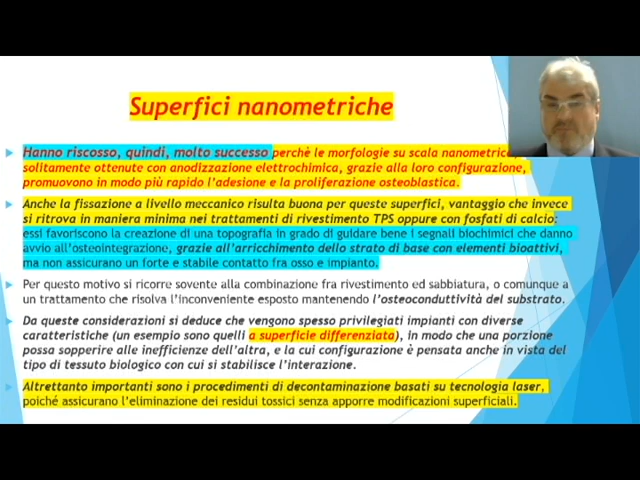 Superfici nanometriche
Hanno riscosso, quindi, molto successo perchè le morfologie su scala nanometrica,
solitamente ottenute con anodizzazione elettrochimica, grazie alla loro configurazione,
promuovono in modo più rapido l'adesione e la proliferazione osteoblastica.
Anche la fissazione a livello meccanico risulta buona per queste superfici, vantaggio che invece
si ritrova in maniera minima nei trattamenti di rivestimento TPS oppure con fosfati di calcio:
essi favoriscono la creazione di una topografia in grado di guidare bene i segnali biochimici che danno
avvio all'osteointegrazione, grazie all'arricchimento dello strato di base con elementi bioattivi,
ma non assicurano un forte e stabile contatto fra osso e impianto.
Per questo motivo si ricorre sovente alla combinazione fra rivestimento ed sabbiatura, o comunque a
un trattamento che risolva l'inconveniente esposto mantenendo l'osteoconduttività del substrato.
Da queste considerazioni si deduce che vengono spesso privilegiati impianti con diverse
caratteristiche (un esempio sono quelli a superficie differenziata), in modo che una porzione
possa sopperire alle inefficienze dell'altra, e la cui configurazione è pensata anche in vista del
tipo di tessuto biologico con cui si stabilisce l'interazione.
Altrettanto importanti sono i procedimenti di decontaminazione basati su tecnologia laser,
poiché assicurano l'eliminazione dei residui tossici senza apporre modificazioni superficiali.